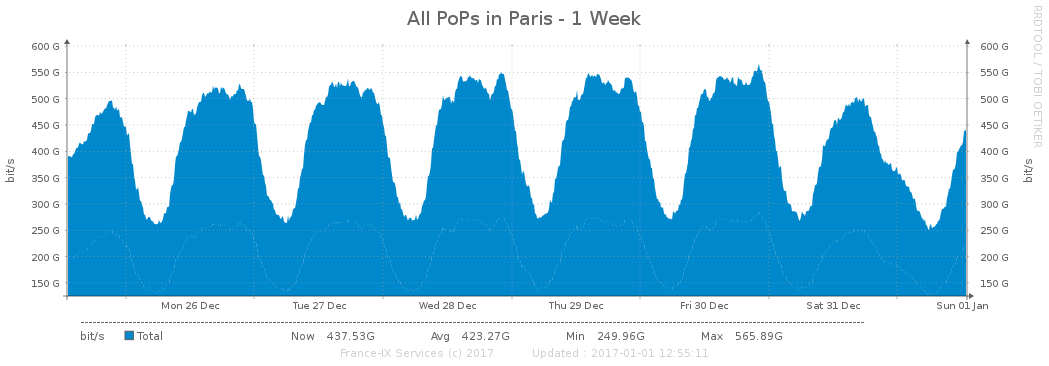 All PoPs in Paris - 1 Week
RRDTOOL / TOBI OETIKER
600 G 600 G
550 G 550 G
500 G 500 G
450 G 450 G
400 G 400 G
350 G 350 G
300 G 300 G
250 G 250 G
200 G 200 G
150 G 150 G
bit/s
bit/s
Mon 26 Dec Tue 27 Dec Wed 28 Dec Thu 29 Dec Fri 30 Dec Sat 31 Dec Sun 01 Jan
bit/s Total Now 437.53G Avg 423.27G Min 249.96G Max 565.89G
France-IX Services (c) 2017 Updated : 2017-01-01 12:55:11